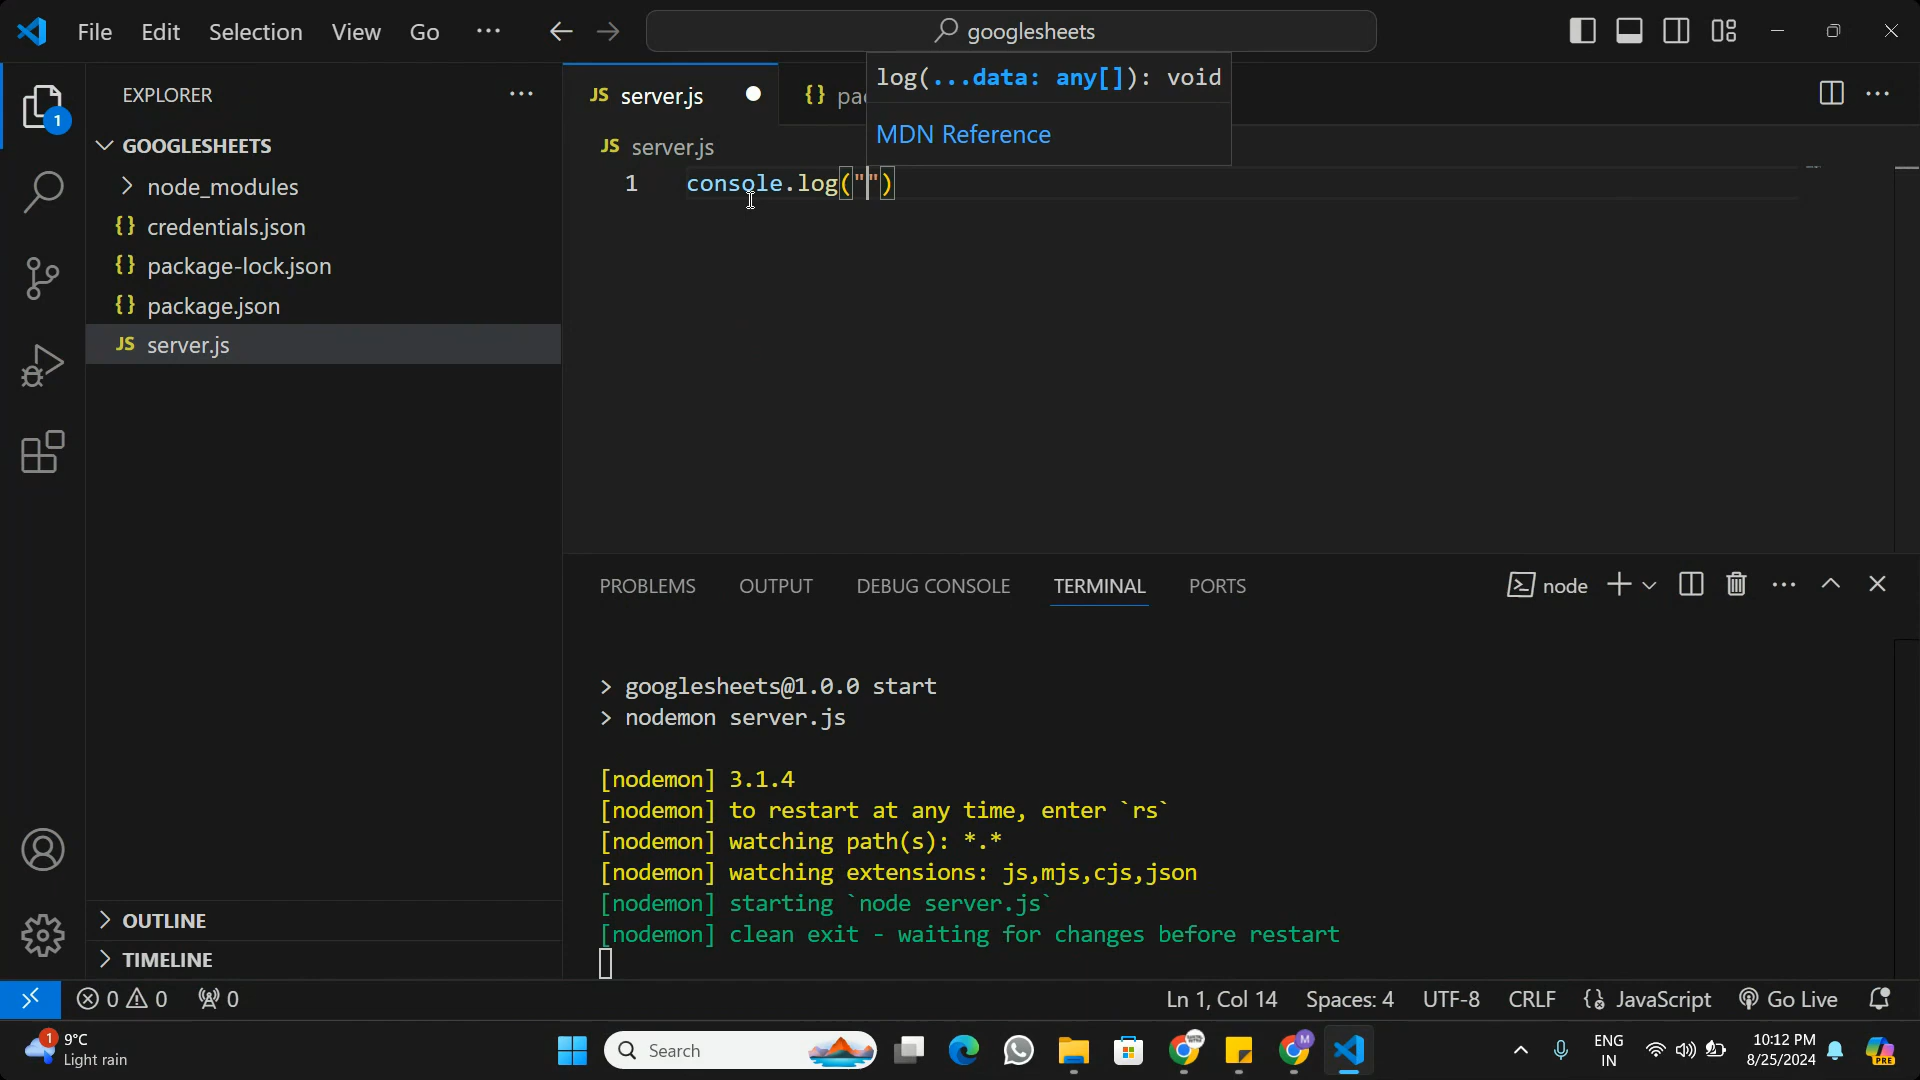 File Edit Selection View Go ··· googlesheets
EXPLORER ···
1
GOOGLESHEETS
node_modules
{} credentials.json
{} package-lock.json
{} package.json
JS server.js
JS server.js {} pac
log(...data: any[]): void
MDN Reference
JS server.js
1 console.log("")
PROBLEMS OUTPUT DEBUG CONSOLE TERMINAL PORTS node
> googlesheets@1.0.0 start
> nodemon server.js
[nodemon] 3.1.4
[nodemon] to restart at any time, enter `rs`
[nodemon] watching path(s): *.*
[nodemon] watching extensions: js,mjs,cjs,json
[nodemon] starting `node server.js`
[nodemon] clean exit - waiting for changes before restart
OUTLINE
TIMELINE
0 0 0 Ln 1, Col 14 Spaces: 4 UTF-8 CRLF {} JavaScript Go Live
1 9°C
Light rain
Search
M
ENG
IN
10:12 PM
8/25/2024
PRE